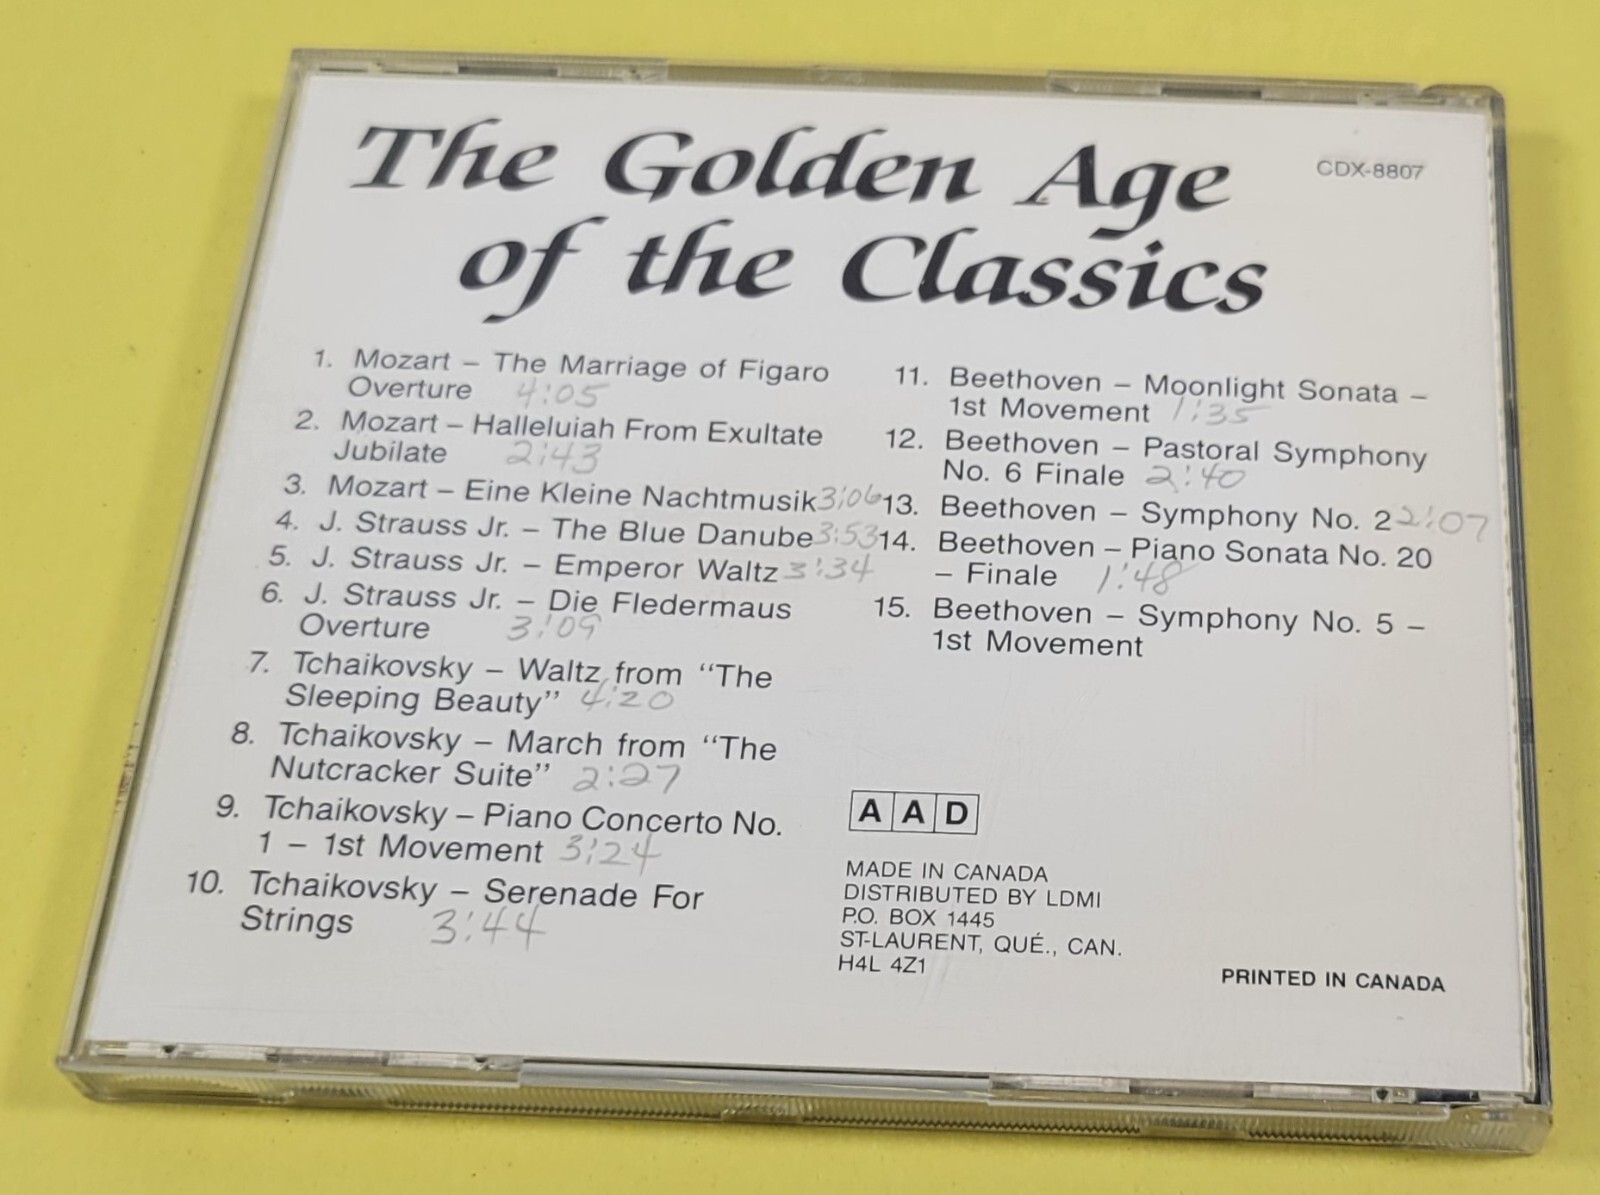 The Golden Age
of the Classics
CDX-8807
1. Mozart – The Marriage of Figaro
Overture 4:05
2. Mozart – Halleluiah From Exultate
Jubilate 2:43
3. Mozart – Eine Kleine Nachtmusik 3:06
4. J. Strauss Jr. – The Blue Danube 3:53
5. J. Strauss Jr. – Emperor Waltz 3:34
6. J. Strauss Jr. – Die Fledermaus
Overture 3:09
7. Tchaikovsky – Waltz from “The
Sleeping Beauty” 4:20
8. Tchaikovsky – March from “The
Nutcracker Suite” 2:27
9. Tchaikovsky – Piano Concerto No.
1 – 1st Movement 3:24
10. Tchaikovsky – Serenade For
Strings 3:44
11. Beethoven – Moonlight Sonata –
1st Movement 1:35
12. Beethoven – Pastoral Symphony
No. 6 Finale 2:40
13. Beethoven – Symphony No. 2 2:07
14. Beethoven – Piano Sonata No. 20
– Finale 1:48
15. Beethoven – Symphony No. 5 –
1st Movement
AAD
MADE IN CANADA
DISTRIBUTED BY LDMI
P.O. BOX 1445
ST-LAURENT, QUÉ., CAN.
H4L 4Z1
PRINTED IN CANADA